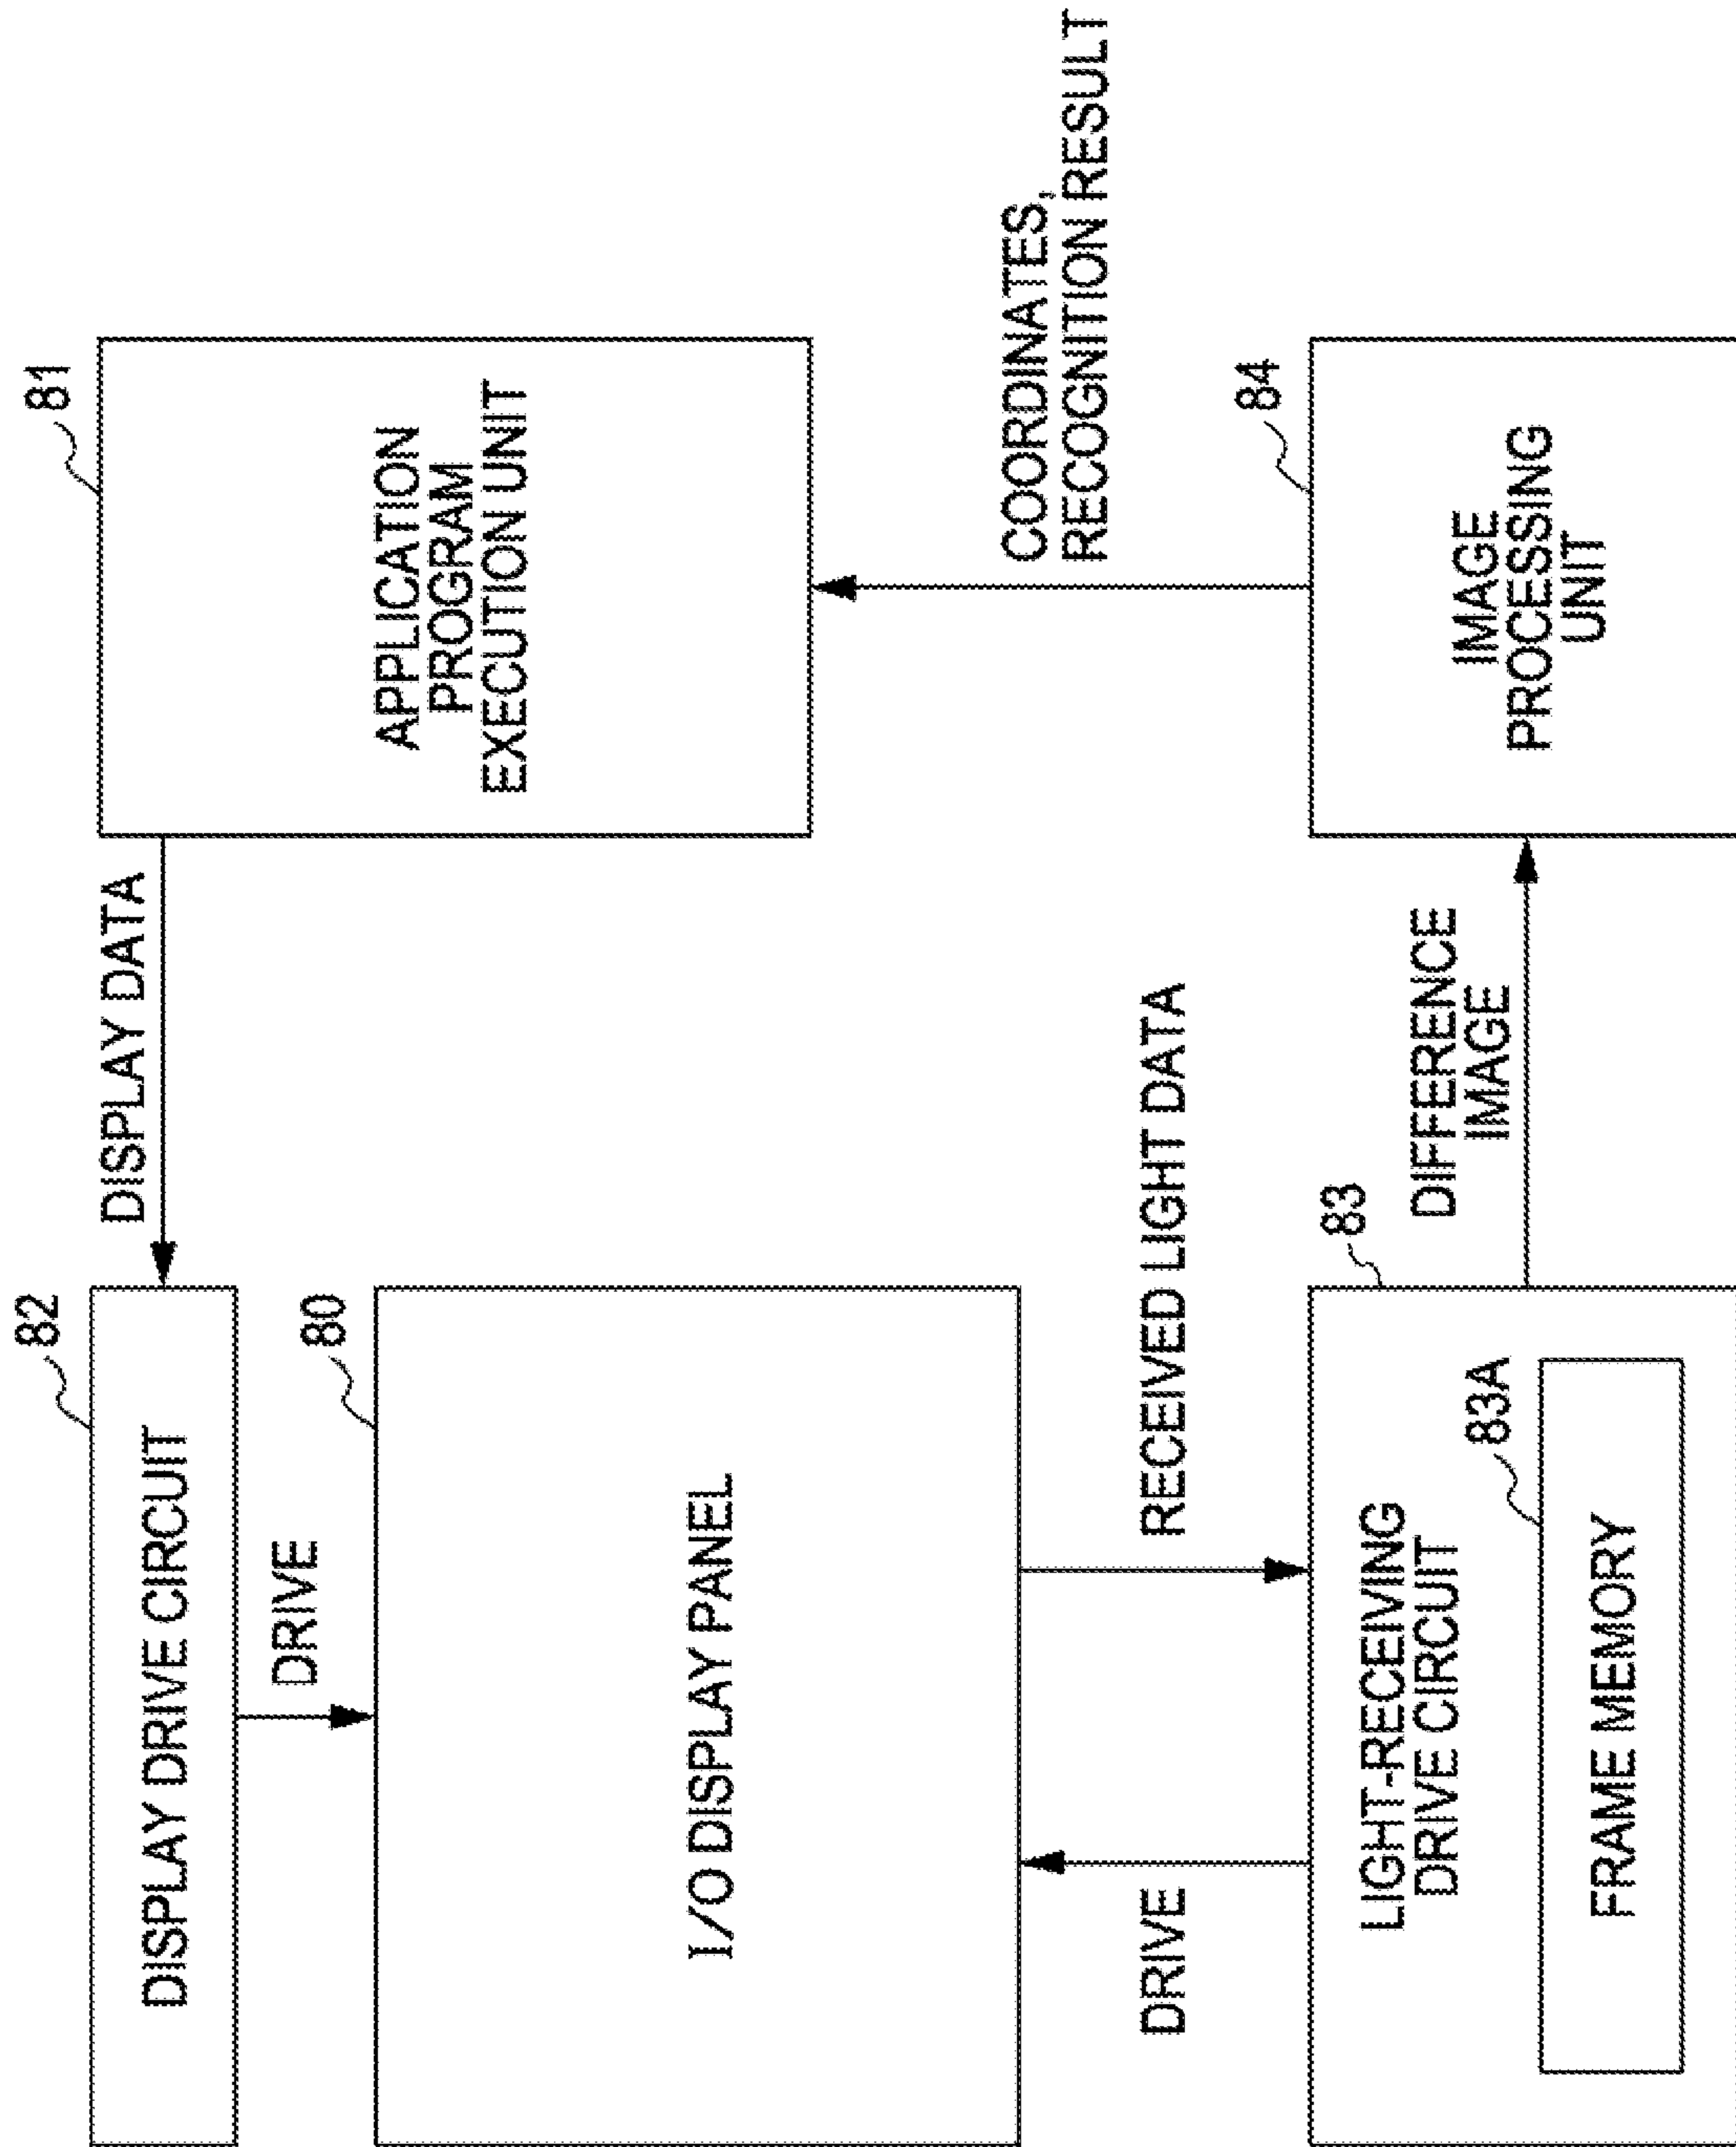 82
DISPLAY DRIVE CIRCUIT
DISPLAY DATA
81
APPLICATION
PROGRAM
EXECUTION UNIT
DRIVE
80
I/O DISPLAY PANEL
DRIVE
RECEIVED LIGHT DATA
COORDINATES,
RECOGNITION RESULT
83
LIGHT-RECEIVING
DRIVE CIRCUIT
83A
FRAME MEMORY
DIFFERENCE
IMAGE
84
IMAGE
PROCESSING
UNIT